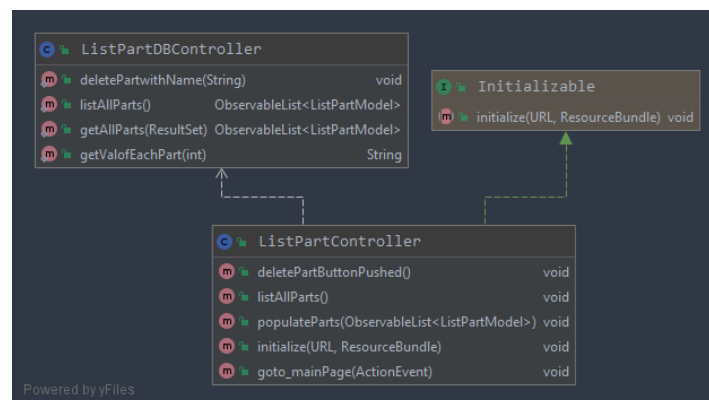 ListPartDBController
deletePartwithName(String) void
listAllParts() ObservableList<ListPartModel>
getAllParts(ResultSet) ObservableList<ListPartModel>
getValofEachPart(int) String
Initializable
initialize(URL, ResourceBundle) void
ListPartController
deletePartButtonPushed() void
listAllParts() void
populateParts(ObservableList<ListPartModel>) void
initialize(URL, ResourceBundle) void
goto_mainPage(ActionEvent) void
Powered by yFiles